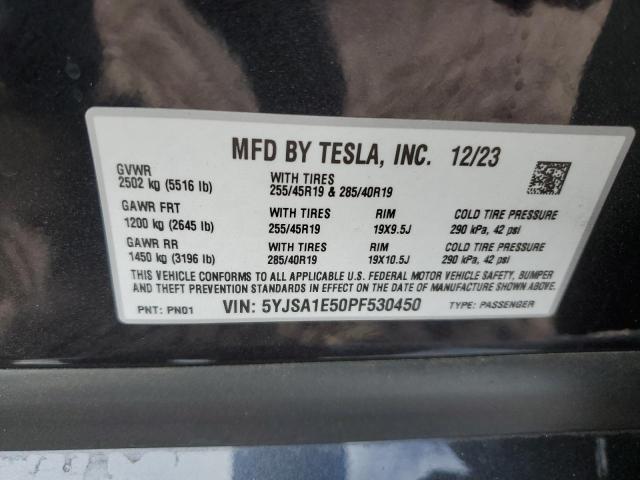 MFD BY TESLA, INC. 12/23
GVWR
2502 kg (5516 lb)
WITH TIRES
255/45R19 & 285/40R19
GAWR FRT
1200 kg (2645 lb)
WITH TIRES
255/45R19
RIM
19X9.5J
COLD TIRE PRESSURE
290 kPa, 42 psi
GAWR RR
1450 kg (3196 lb)
WITH TIRES
285/40R19
RIM
19X10.5J
COLD TIRE PRESSURE
290 kPa, 42 psi
THIS VEHICLE CONFORMS TO ALL APPLICABLE U.S. FEDERAL MOTOR VEHICLE SAFETY, BUMPER
AND THEFT PREVENTION STANDARDS IN EFFECT ON THE DATE OF MANUFACTURE SHOWN ABOVE.
PNT: PN01 VIN: 5YJSA1E50PF530450 TYPE: PASSENGER